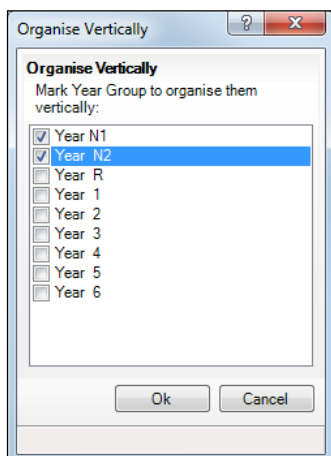 Organise Vertically
?
X
Organise Vertically
Mark Year Group to organise them
vertically:
Year N1
Year N2
Year R
Year 1
Year 2
Year 3
Year 4
Year 5
Year 6
Ok
Cancel